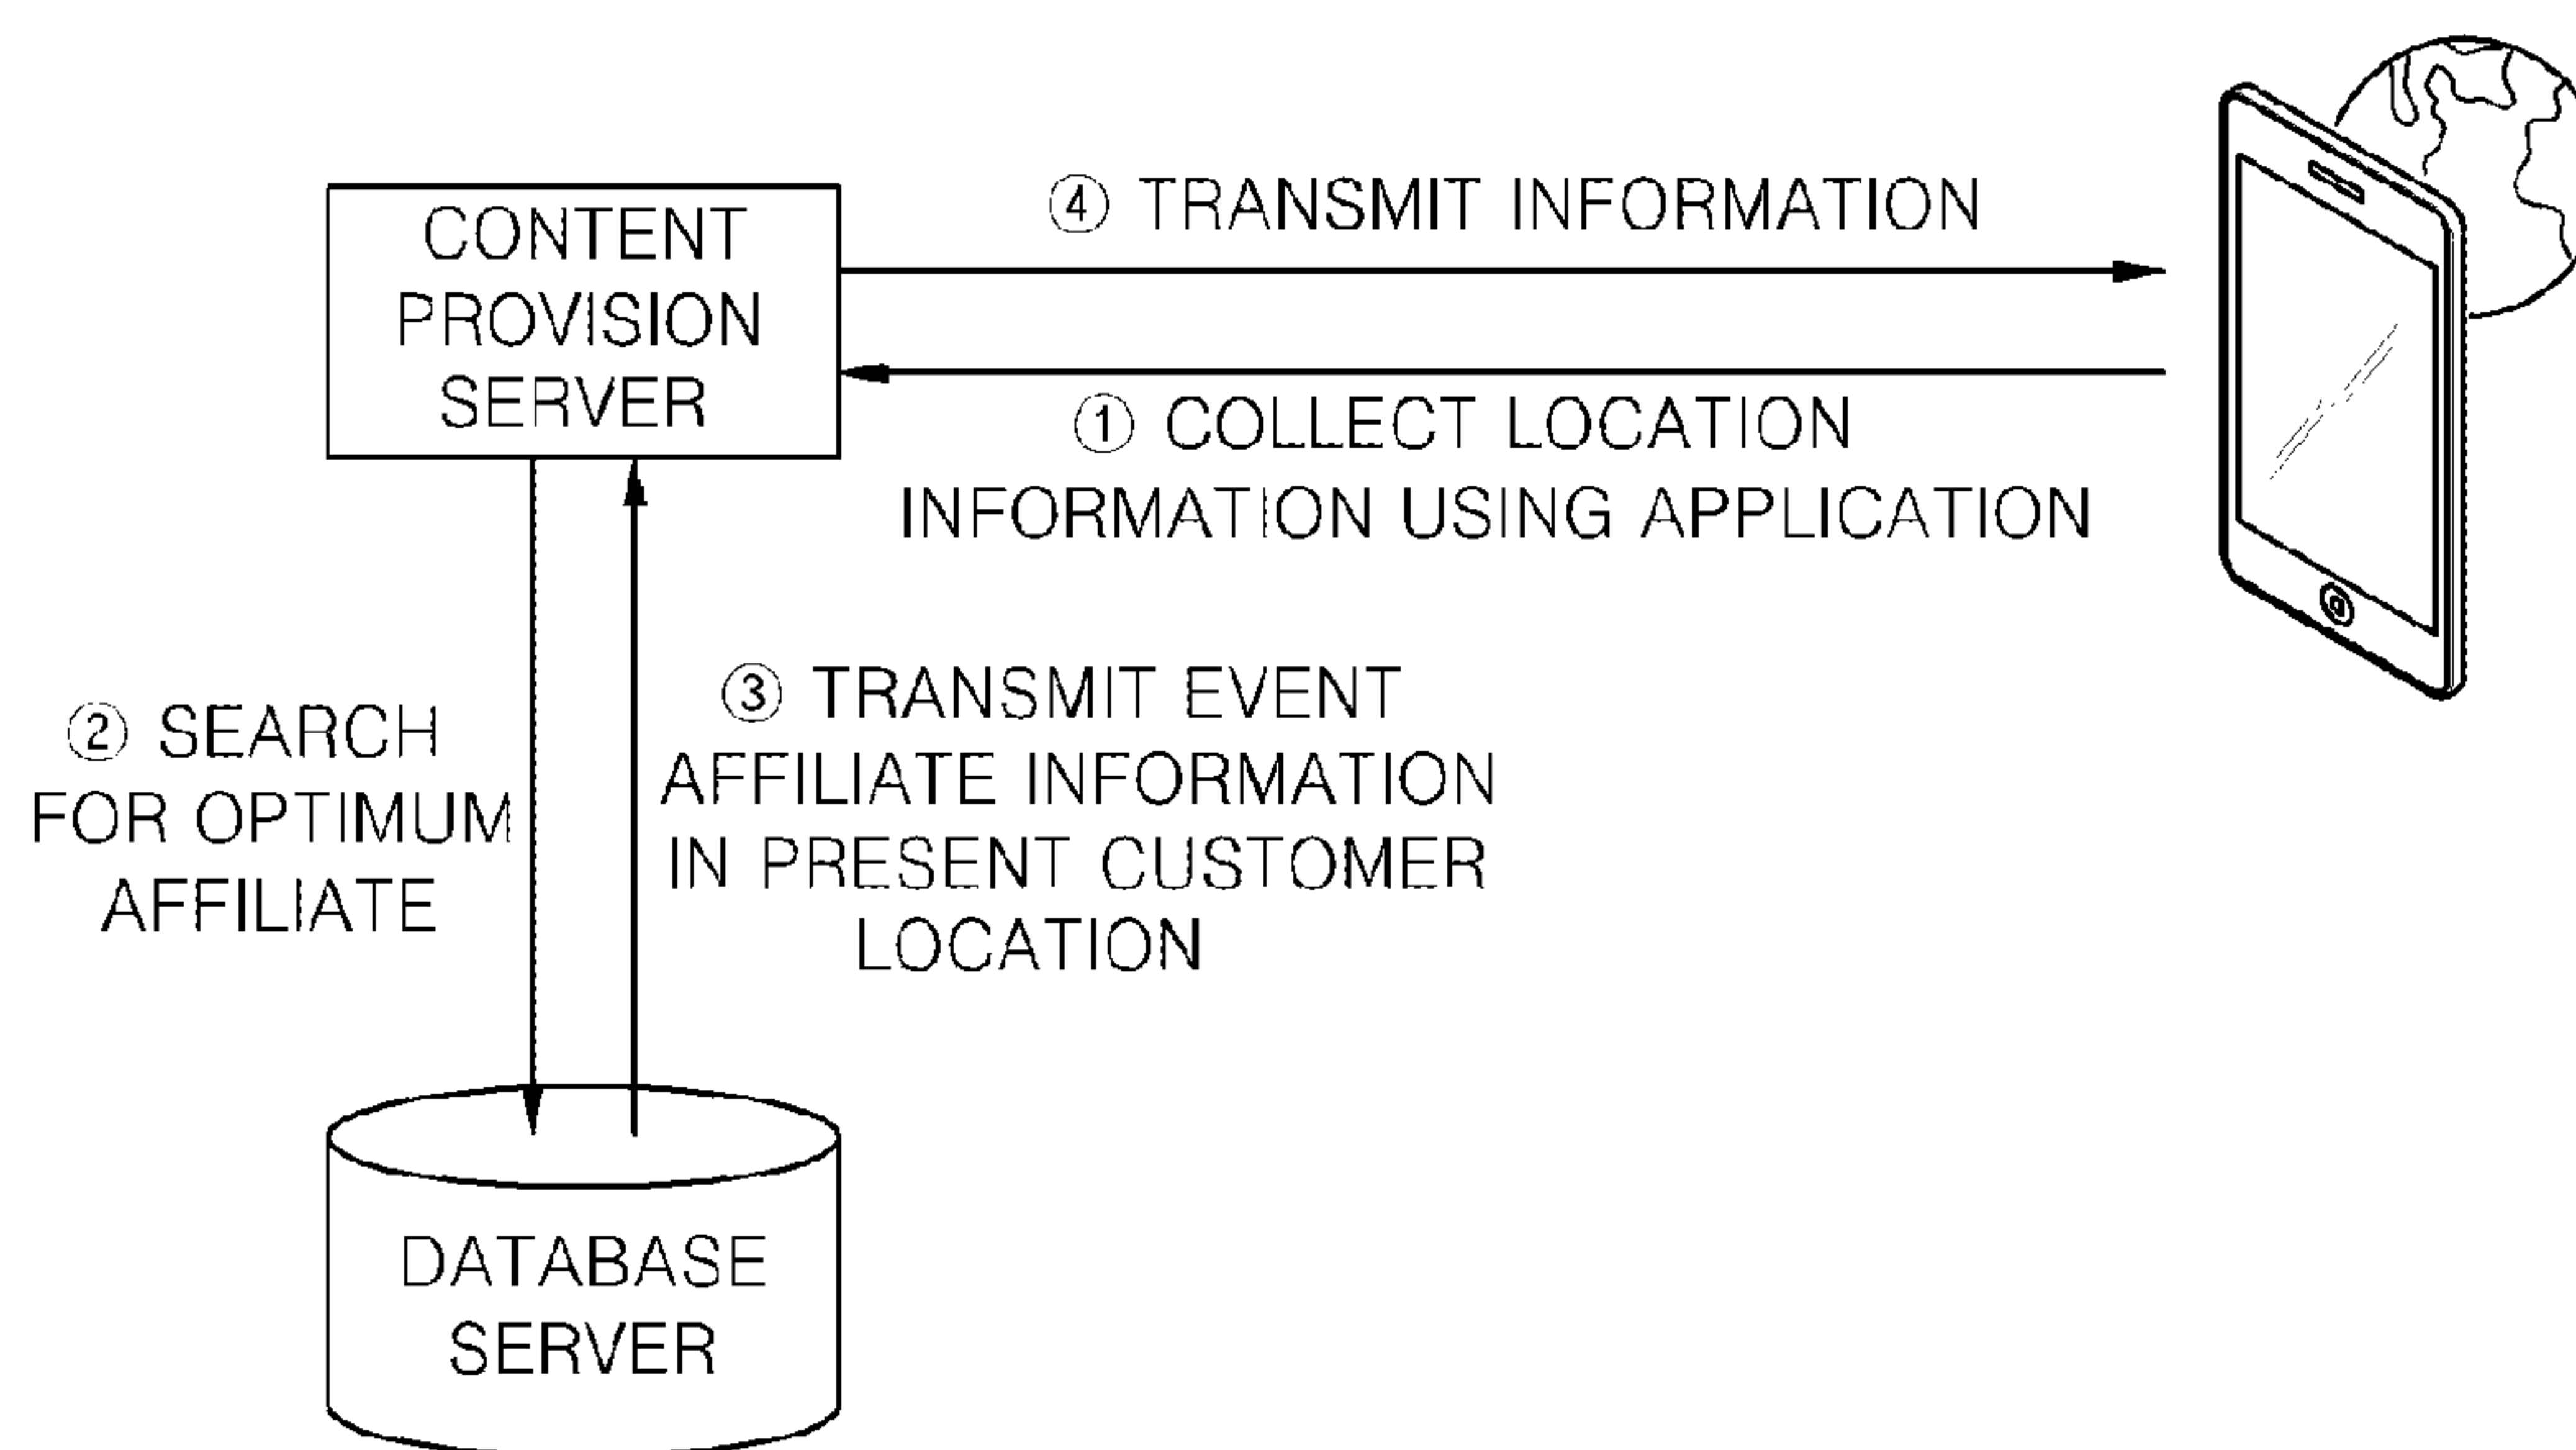 CONTENT
PROVISION
SERVER
④ TRANSMIT INFORMATION
① COLLECT LOCATION
INFORMATION USING APPLICATION
② SEARCH
FOR OPTIMUM
AFFILIATE
③ TRANSMIT EVENT
AFFILIATE INFORMATION
IN PRESENT CUSTOMER
LOCATION
DATABASE
SERVER